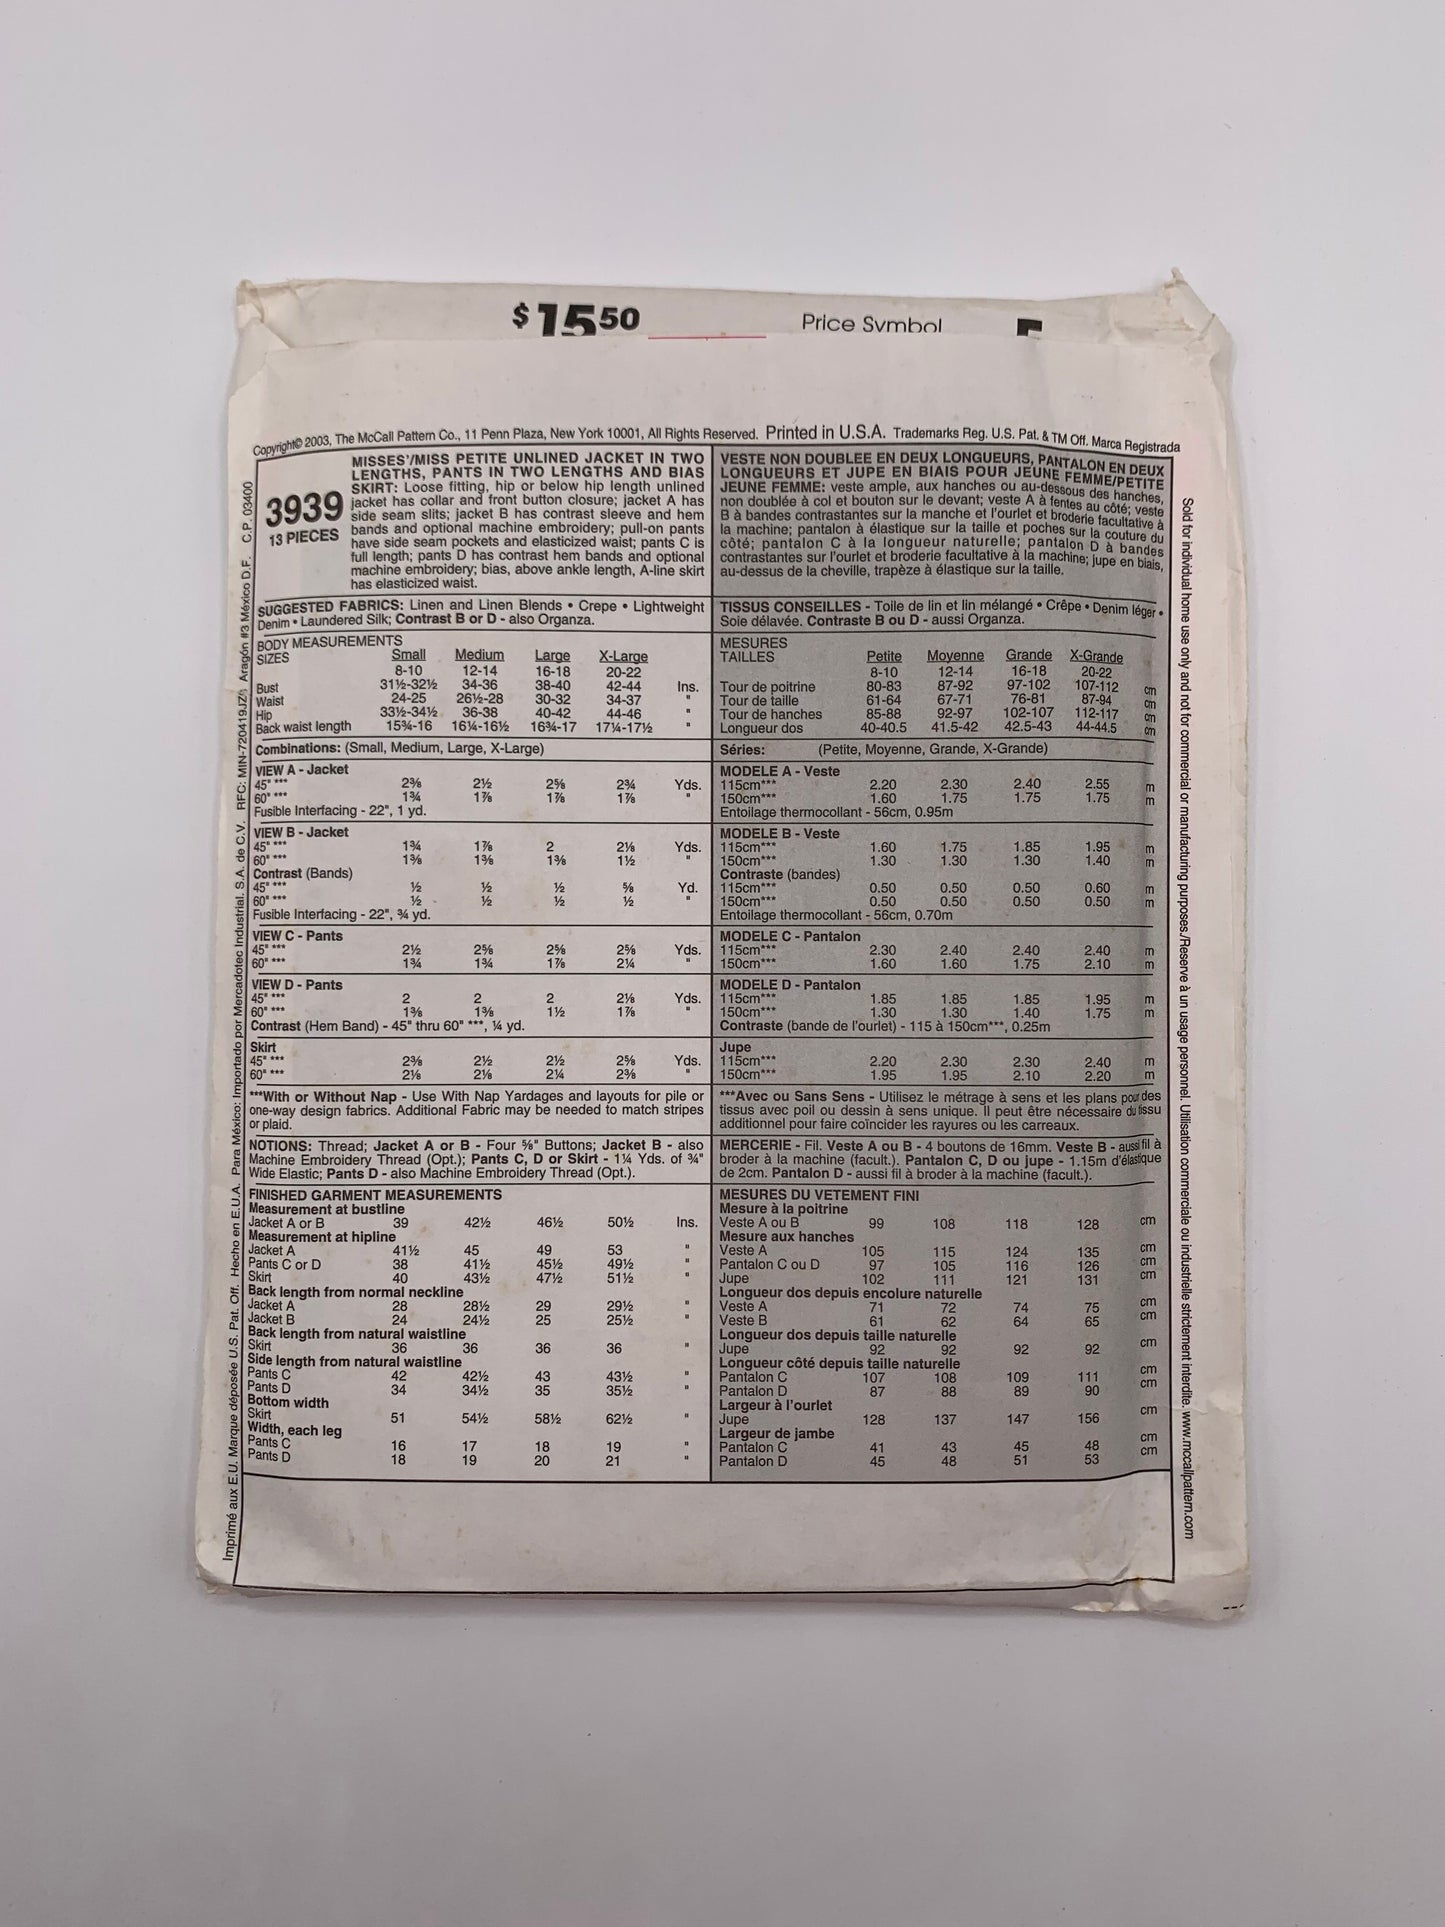 $1550 Price Symbol
Copyright© 2003, The McCall Pattern Co., 11 Penn Plaza, New York 10001, All Rights Reserved. Printed in U.S.A. Trademarks Reg. U.S. Pat. & TM Off. Marca Registrada
3939
13 PIECES
MISSES'/MISS PETITE UNLINED JACKET IN TWO
LENGTHS, PANTS IN TWO LENGTHS AND BIAS
SKIRT: Loose fitting, hip or below hip length unlined
jacket has collar and front button closure; jacket A has
side seam slits; jacket B has contrast sleeve and hem
bands and optional machine embroidery; pull-on pants
have side seam pockets and elasticized waist; pants C is
full length; pants D has contrast hem bands and optional
machine embroidery; bias, above ankle length, A-line skirt
has elasticized waist.
SUGGESTED FABRICS: Linen and Linen Blends • Crepe • Lightweight
Denim • Laundered Silk; Contrast B or D - also Organza.
BODY MEASUREMENTS
SIZES Small Medium Large X-Large
8-10 12-14 16-18 20-22
Bust 31½-32½ 34-36 38-40 42-44 Ins.
Waist 24-25 26½-28 30-32 34-37 "
Hip 33½-34½ 36-38 40-42 44-46 "
Back waist length 15¾-16 16¼-16½ 16¾-17 17¼-17½ "
Combinations: (Small, Medium, Large, X-Large)
VIEW A - Jacket
45" *** 2⅜ 2½ 2⅝ 2¾ Yds.
60" *** 1¾ 1⅞ 1⅞ 1⅞ "
Fusible Interfacing - 22", 1 yd.
VIEW B - Jacket
45" *** 1¾ 1⅞ 2 2⅛ Yds.
60" *** 1⅜ 1⅜ 1⅜ 1½ "
Contrast (Bands)
45" *** ½ ½ ½ ⅝ Yd.
60" *** ½ ½ ½ ½ "
Fusible Interfacing - 22", ¾ yd.
VIEW C - Pants
45" *** 2½ 2⅝ 2⅝ 2⅝ Yds.
60" *** 1¾ 1¾ 1⅞ 2¼ "
VIEW D - Pants
45" *** 2 2 2 2⅛ Yds.
60" *** 1⅜ 1⅜ 1½ 1⅞ "
Contrast (Hem Band) - 45" thru 60" ***, ¼ yd.
Skirt
45" *** 2⅜ 2½ 2½ 2⅝ Yds.
60" *** 2⅛ 2⅛ 2¼ 2⅜ "
***With or Without Nap - Use With Nap Yardages and layouts for pile or
one-way design fabrics. Additional Fabric may be needed to match stripes
or plaid.
NOTIONS: Thread; Jacket A or B - Four ⅝" Buttons; Jacket B - also
Machine Embroidery Thread (Opt.); Pants C, D or Skirt - 1¼ Yds. of ¾"
Wide Elastic; Pants D - also Machine Embroidery Thread (Opt.).
FINISHED GARMENT MEASUREMENTS
Measurement at bustline
Jacket A or B 39 42½ 46½ 50½ Ins.
Measurement at hipline
Jacket A 41½ 45 49 53 "
Pants C or D 38 41½ 45½ 49½ "
Skirt 40 43½ 47½ 51½ "
Back length from normal neckline
Jacket A 28 28½ 29 29½ "
Jacket B 24 24½ 25 25½ "
Back length from natural waistline
Skirt 36 36 36 36 "
Side length from natural waistline
Pants C 42 42½ 43 43½ "
Pants D 34 34½ 35 35½ "
Bottom width
Skirt 51 54½ 58½ 62½ "
Width, each leg
Pants C 16 17 18 19 "
Pants D 18 19 20 21 "
VESTE NON DOUBLEE EN DEUX LONGUEURS, PANTALON EN DEUX
LONGUEURS ET JUPE EN BIAIS POUR JEUNE FEMME/PETITE
JEUNE FEMME: veste ample, aux hanches ou au-dessous des hanches,
non doublée à col et bouton sur le devant; veste A à fentes au côté; veste
B à bandes contrastantes sur la manche et l'ourlet et broderie facultative à
la machine; pantalon à élastique sur la taille et poches sur la couture du
côté; pantalon C à la longueur naturelle; pantalon D à bandes
contrastantes sur l'ourlet et broderie facultative à la machine; jupe en biais,
au-dessus de la cheville, trapèze à élastique sur la taille.
TISSUS CONSEILLES - Toile de lin et lin mélangé • Crêpe • Denim léger •
Soie délavée. Contraste B ou D - aussi Organza.
MESURES
TAILLES Petite Moyenne Grande X-Grande
8-10 12-14 16-18 20-22
Tour de poitrine 80-83 87-92 97-102 107-112 cm
Tour de taille 61-64 67-71 76-81 87-94 cm
Tour de hanches 85-88 92-97 102-107 112-117 cm
Longueur dos 40-40.5 41.5-42 42.5-43 44-44.5 cm
Séries: (Petite, Moyenne, Grande, X-Grande)
MODELE A - Veste
115cm*** 2.20 2.30 2.40 2.55 m
150cm*** 1.60 1.75 1.75 1.75 m
Entoilage thermocollant - 56cm, 0.95m
MODELE B - Veste
115cm*** 1.60 1.75 1.85 1.95 m
150cm*** 1.30 1.30 1.30 1.40 m
Contraste (bandes)
115cm*** 0.50 0.50 0.50 0.60 m
150cm*** 0.50 0.50 0.50 0.50 m
Entoilage thermocollant - 56cm, 0.70m
MODELE C - Pantalon
115cm*** 2.30 2.40 2.40 2.40 m
150cm*** 1.60 1.60 1.75 2.10 m
MODELE D - Pantalon
115cm*** 1.85 1.85 1.85 1.95 m
150cm*** 1.30 1.30 1.40 1.75 m
Contraste (bande de l'ourlet) - 115 à 150cm***, 0.25m
Jupe
115cm*** 2.20 2.30 2.30 2.40 m
150cm*** 1.95 1.95 2.10 2.20 m
***Avec ou Sans Sens - Utilisez le métrage à sens et les plans pour des
tissus avec poil ou dessin à sens unique. Il peut être nécessaire du tissu
additionnel pour faire coïncider les rayures ou les carreaux.
MERCERIE - Fil. Veste A ou B - 4 boutons de 16mm. Veste B - aussi fil à
broder à la machine (facult.). Pantalon C, D ou jupe - 1.15m d'élastique
de 2cm. Pantalon D - aussi fil à broder à la machine (facult.).
MESURES DU VETEMENT FINI
Mesure à la poitrine
Veste A ou B 99 108 118 128 cm
Mesure aux hanches
Veste A 105 115 124 135 cm
Pantalon C ou D 97 105 116 126 cm
Jupe 102 111 121 131 cm
Longueur dos depuis encolure naturelle
Veste A 71 72 74 75 cm
Veste B 61 62 64 65 cm
Longueur dos depuis taille naturelle
Jupe 92 92 92 92 cm
Longueur côté depuis taille naturelle
Pantalon C 107 108 109 111 cm
Pantalon D 87 88 89 90 cm
Largeur à l'ourlet
Jupe 128 137 147 156 cm
Largeur de jambe
Pantalon C 41 43 45 48 cm
Pantalon D 45 48 51 53 cm
Imprimé aux E.U. Marque déposée U.S. Pat. Off. Hecho en E.U.A. Para México: Importado por Mercadotec Industrial. S.A. de C.V. RFC: MIN-720419JZ Aragón #3 México D.F. C.P. 03400
Sold for individual home use only and not for commercial or manufacturing purposes./Reserve à un usage personnel. Utilisation commerciale ou industrielle strictement interdite. www.mccallpattern.com